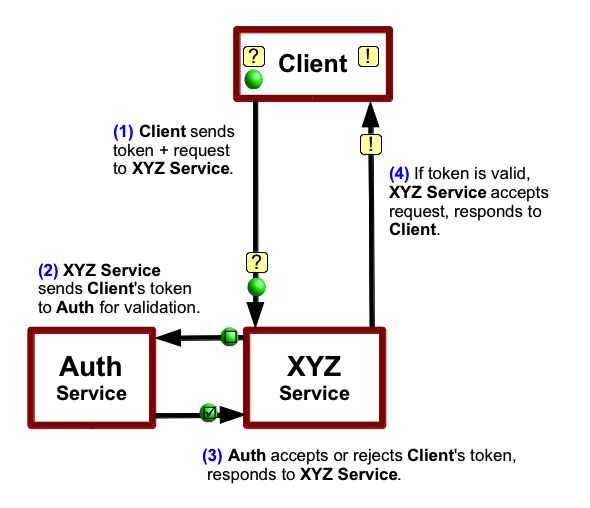 ?
Client
!
(1) Client sends
token + request
to XYZ Service.
!
(4) If token is valid,
XYZ Service accepts
request, responds to
Client.
?
(2) XYZ Service
sends Client's token
to Auth for validation.
Auth
Service
XYZ
Service
(3) Auth accepts or rejects Client's token,
responds to XYZ Service.